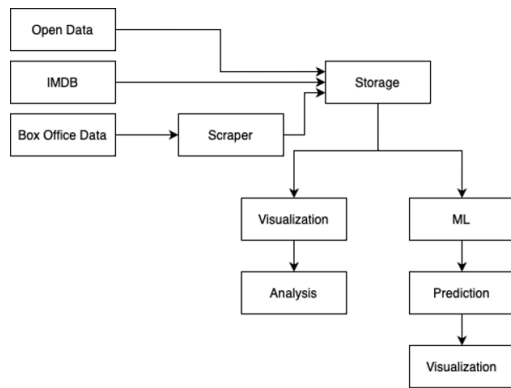 Open Data
IMDB
Storage
Box Office Data
Scraper
Visualization
ML
Analysis
Prediction
Visualization